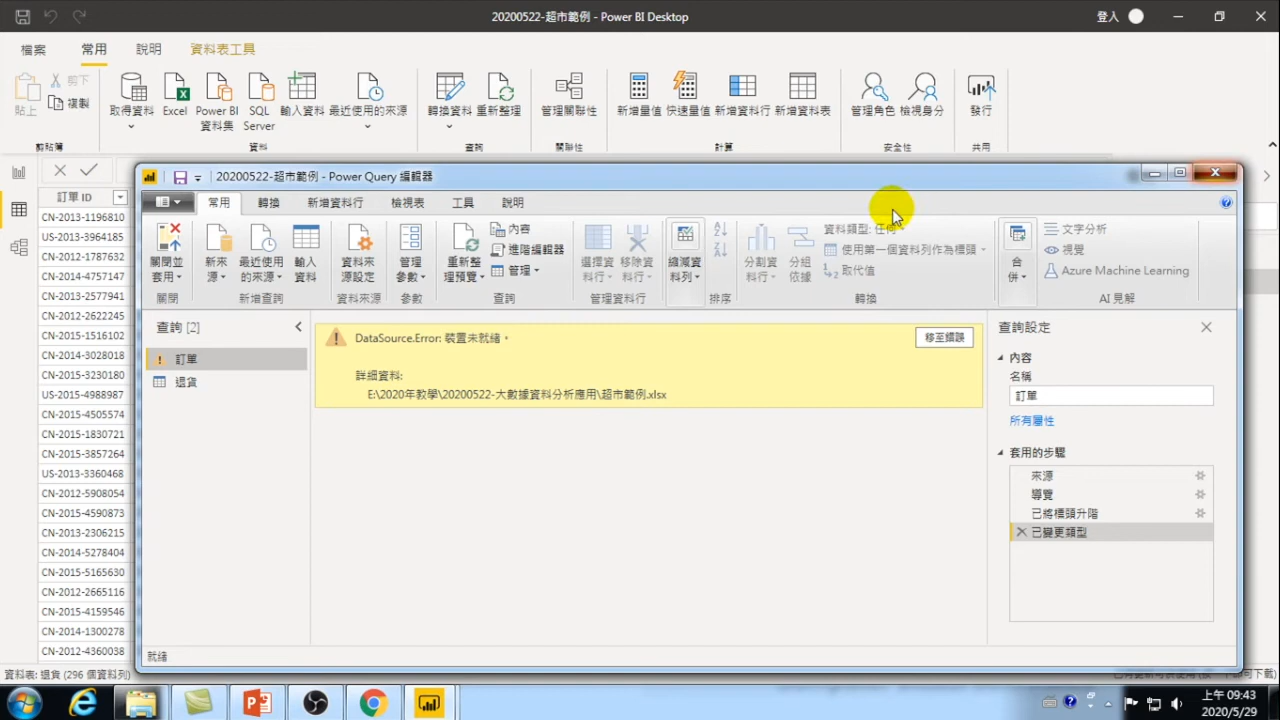 20200522-超市範例 - Power BI Desktop
登入
檔案
常用
說明
資料表工具
貼上
剪下
複製
剪貼簿
取得資料
Excel
Power BI
資料集
SQL
Server
輸入資料
最近使用的來源
資料
轉換資料
重新整理
查詢
管理關聯性
關聯性
新增量值
快速量值
新增資料行
新增資料表
計算
管理角色
檢視身分
安全性
發行
共用
訂單 ID
CN-2013-1196810
US-2013-3964185
CN-2012-1787632
CN-2014-4757147
CN-2013-2577941
CN-2012-2622245
CN-2015-1516102
CN-2014-3028018
CN-2015-3230180
US-2015-4988987
CN-2015-4505574
CN-2015-1830721
CN-2015-3857264
US-2013-3360468
CN-2012-5908054
CN-2015-4590873
CN-2013-2306215
CN-2014-5278404
CN-2015-5165630
CN-2012-2665116
CN-2015-4159546
CN-2014-1300278
CN-2012-4360038
資料表: 退貨 (296 個資料列)
20200522-超市範例 - Power Query 編輯器
常用
轉換
新增資料行
檢視表
工具
說明
關閉並
套用
關閉
新來
源
最近使用
的來源
輸入
資料
新增查詢
資料來
源設定
資料來源
管理
參數
參數
重新整
理預覽
內容
進階編輯器
管理
查詢
選擇資
料行
移除資
料行
管理資料行
縮減資
料列
排序
分割資
料行
分組
依據
資料類型: 任何
使用第一個資料列作為標頭
取代值
轉換
合
併
文字分析
視覺
Azure Machine Learning
AI 見解
查詢 [2]
訂單
退貨
DataSource.Error: 裝置未就緒。
移至錯誤
詳細資料:
E:\2020年教學\20200522-大數據資料分析應用\超市範例.xlsx
查詢設定
內容
名稱
訂單
所有屬性
套用的步驟
來源
導覽
已將標頭升階
已變更類型
就緒
上午 09:43
2020/5/29